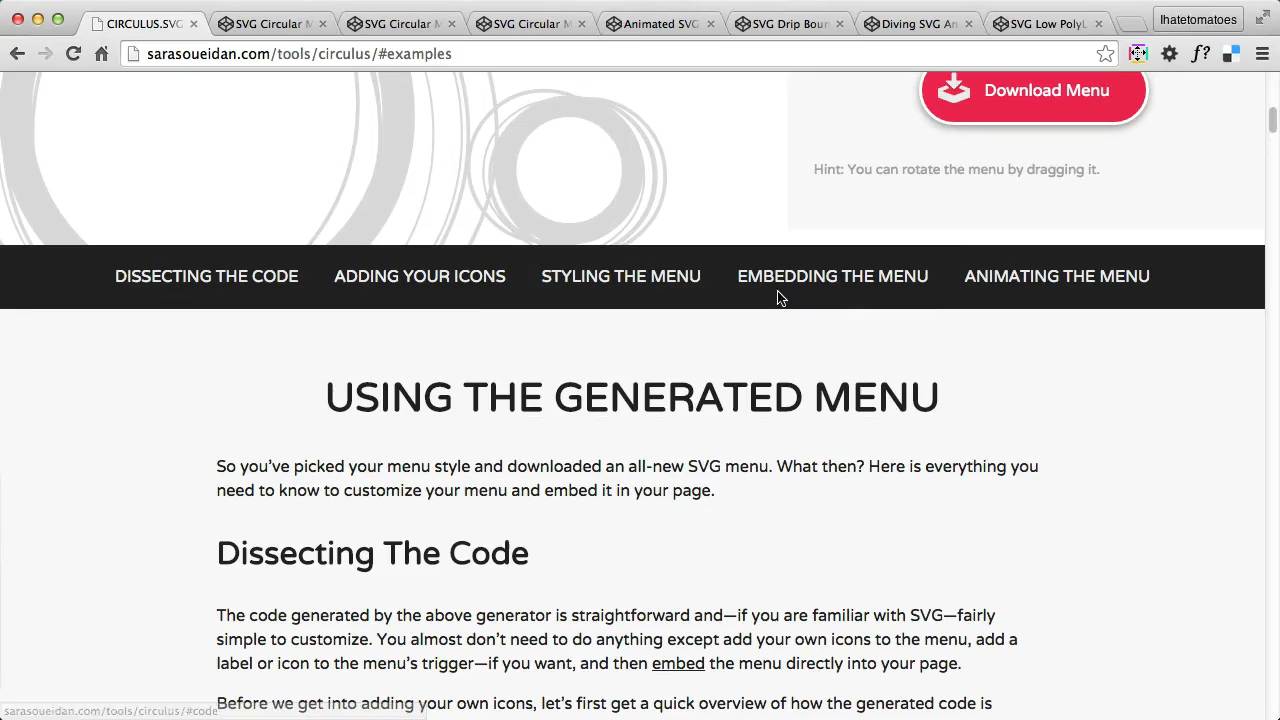 CIRCULUS.SVG
SVG Circular M
SVG Circular M
SVG Circular M
Animated SVG
SVG Drip Boun
Diving SVG An
SVG Low PolyL
Ihatetomatoes
sarasoueidan.com/tools/circulus/#examples
f?
Download Menu
Hint: You can rotate the menu by dragging it.
DISSECTING THE CODE ADDING YOUR ICONS STYLING THE MENU EMBEDDING THE MENU ANIMATING THE MENU
USING THE GENERATED MENU
So you’ve picked your menu style and downloaded an all-new SVG menu. What then? Here is everything you
need to know to customize your menu and embed it in your page.
Dissecting The Code
The code generated by the above generator is straightforward and—if you are familiar with SVG—fairly
simple to customize. You almost don’t need to do anything except add your own icons to the menu, add a
label or icon to the menu’s trigger—if you want, and then embed the menu directly into your page.
Before we get into adding your own icons, let’s first get a quick overview of how the generated code is
sarasoueidan.com/tools/circulus/#code